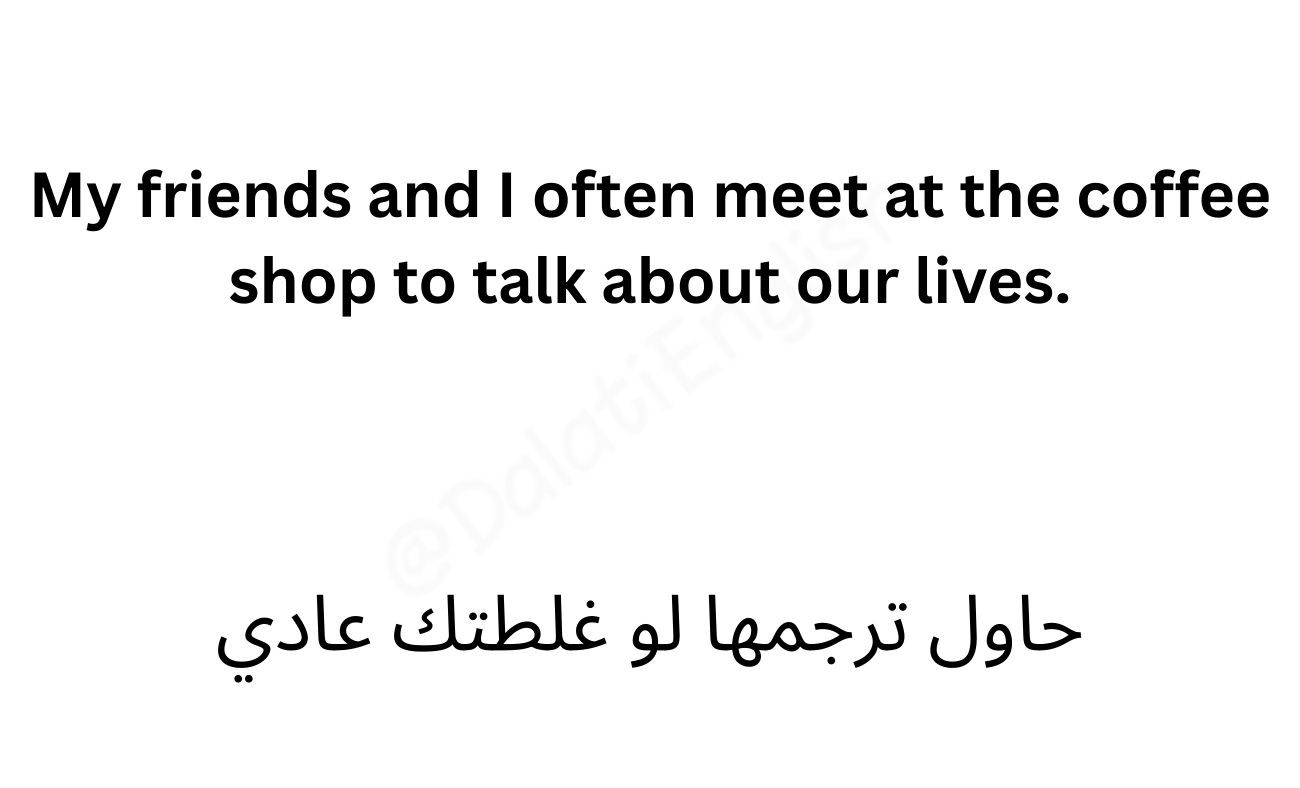 My friends and I often meet at the coffee
shop to talk about our lives.
@DalatiEnglish
حاول ترجمها لو غلطتك عادي